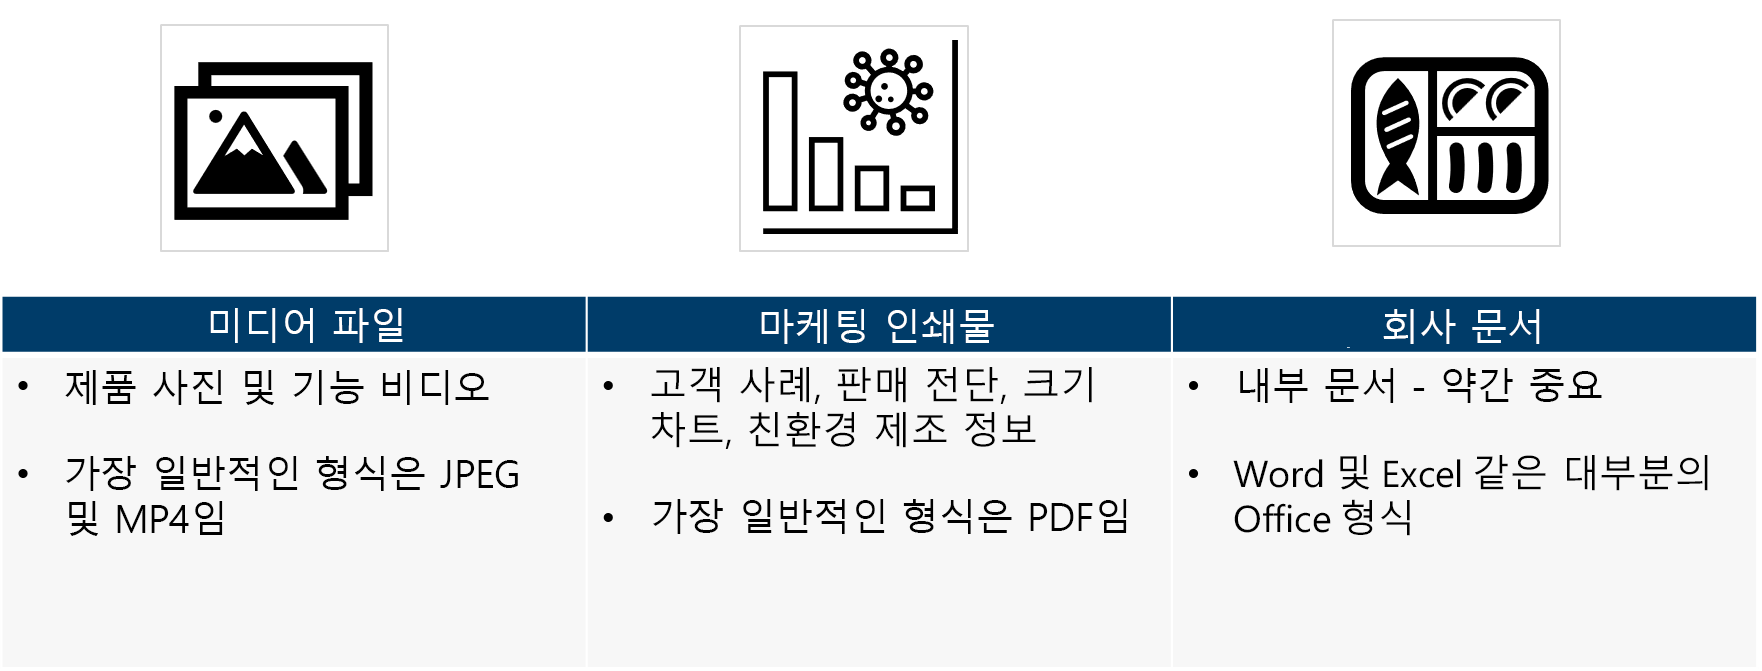 미디어 파일
마케팅 인쇄물
회사 문서
• 제품 사진 및 기능 비디오
• 가장 일반적인 형식은 JPEG
및 MP4임
• 고객 사례, 판매 전단, 크기
차트, 친환경 제조 정보
• 가장 일반적인 형식은 PDF임
• 내부 문서 - 약간 중요
• Word 및 Excel 같은 대부분의
Office 형식